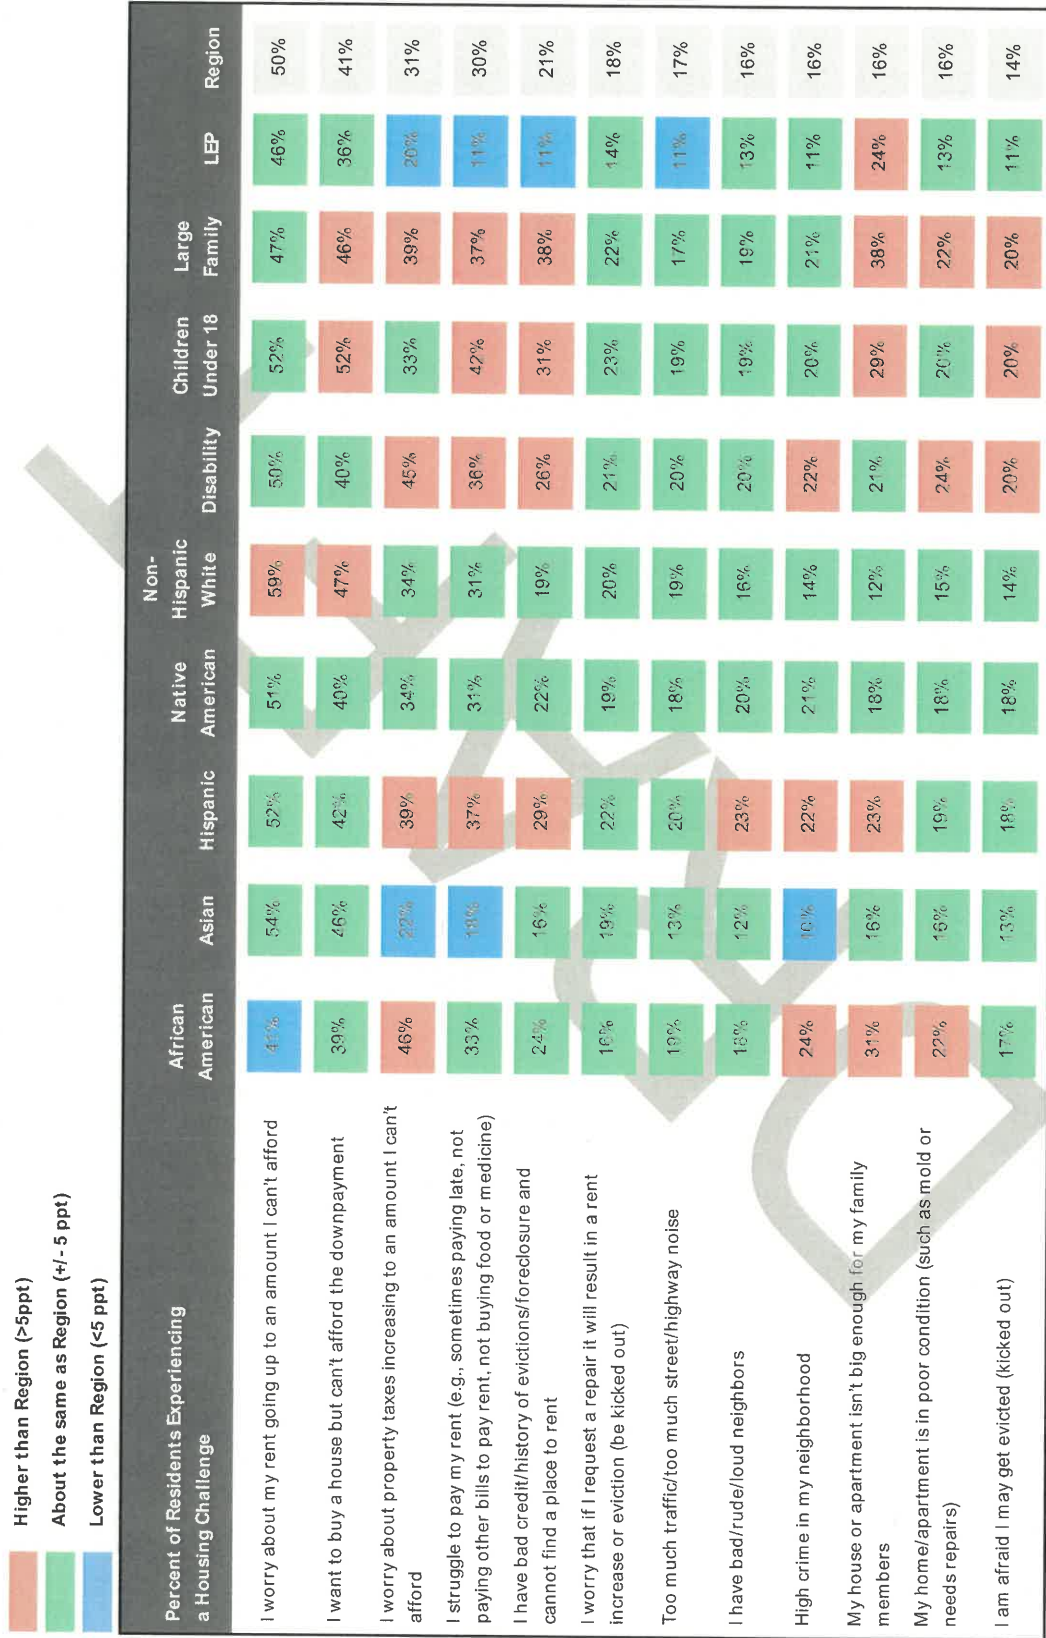 Higher than Region (>5ppt)
About the same as Region (+/- 5 ppt)
Lower than Region (<5 ppt)
Percent of Residents Experiencing
a Housing Challenge
African
American
Asian
Hispanic
Native
American
Non-
Hispanic
White
Disability
Children
Under 18
Large
Family
LEP
Region
I worry about my rent going up to an amount I can't afford
41% 54% 52% 51% 59% 50% 52% 47% 46% 50%
I want to buy a house but can't afford the downpayment
39% 46% 42% 40% 47% 40% 52% 46% 36% 41%
I worry about property taxes increasing to an amount I can't
afford
46% 22% 39% 34% 34% 45% 33% 39% 20% 31%
I struggle to pay my rent (e.g., sometimes paying late, not
paying other bills to pay rent, not buying food or medicine)
33% 18% 37% 31% 31% 36% 42% 37% 11% 30%
I have bad credit/history of evictions/foreclosure and
cannot find a place to rent
24% 16% 29% 22% 19% 26% 31% 38% 11% 21%
I worry that if I request a repair it will result in a rent
increase or eviction (be kicked out)
19% 22% 19% 20% 21% 23% 22% 14% 18%
Too much traffic/too much street/highway noise
19% 13% 20% 18% 19% 20% 19% 17% 11% 17%
I have bad/rude/loud neighbors
18% 12% 23% 20% 16% 20% 19% 19% 13% 16%
High crime in my neighborhood
24% 10% 22% 21% 14% 22% 20% 21% 11% 16%
My house or apartment isn't big enough for my family
members
31% 16% 23% 18% 12% 21% 29% 38% 24% 16%
My home/apartment is in poor condition (such as mold or
needs repairs)
22% 16% 19% 18% 15% 24% 20% 22% 13% 16%
I am afraid I may get evicted (kicked out)
17% 13% 18% 18% 14% 20% 20% 20% 11% 14%
DRAFT